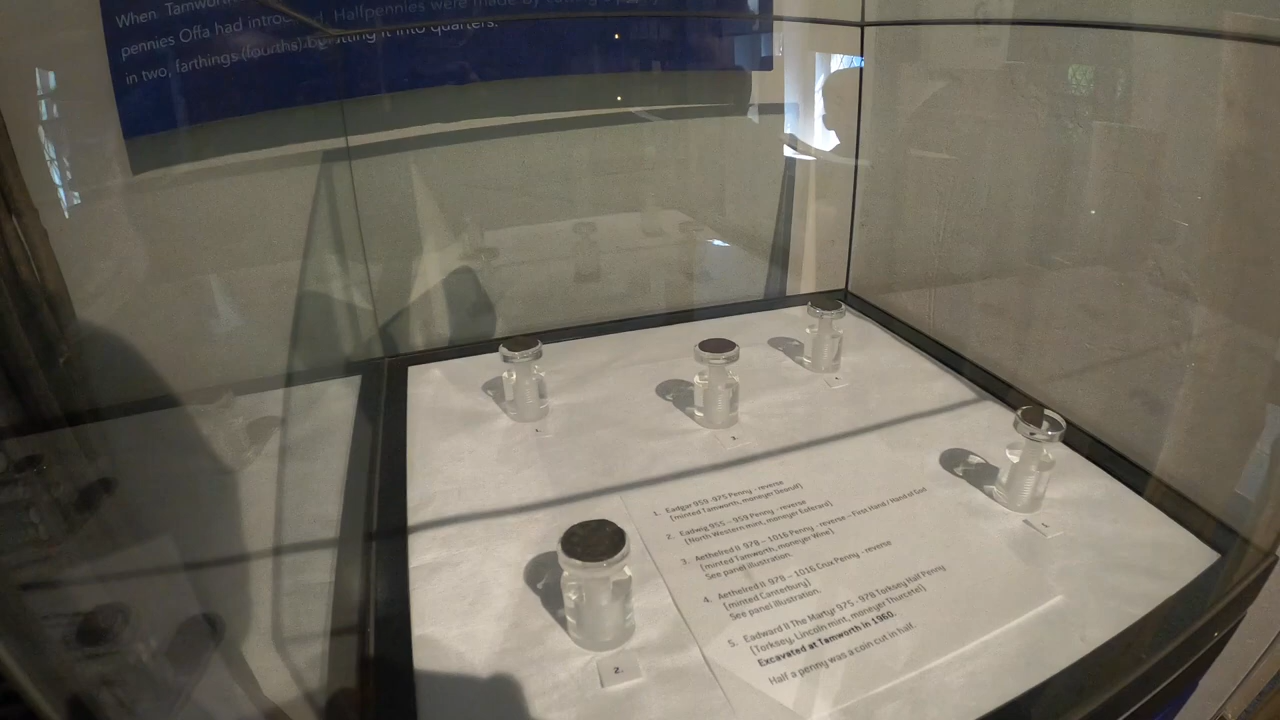 When Tamworth
pennies Offa had introduced. Halfpennies were made by cutting a penny
in two, farthings (fourths) by cutting it into quarters.
1. Eadgar 959 -975 Penny - reverse
[minted Tamworth, moneyer Deorulf]
2. Eadwig 955 – 959 Penny - reverse
[North Western mint, moneyer Eoferard]
3. Aethelred II 978 – 1016 Penny - reverse – First Hand / Hand of God
[minted Tamworth, moneyer Wine]
See panel illustration.
4. Aethelred II 978 – 1016 Crux Penny - reverse
[minted Canterbury]
See panel illustration.
5. Eadward II The Martyr 975 - 978 Torksey Half Penny
[Torksey, Lincoln mint, moneyer Thurcetel]
Excavated at Tamworth in 1960.
Half a penny was a coin cut in half.
2.